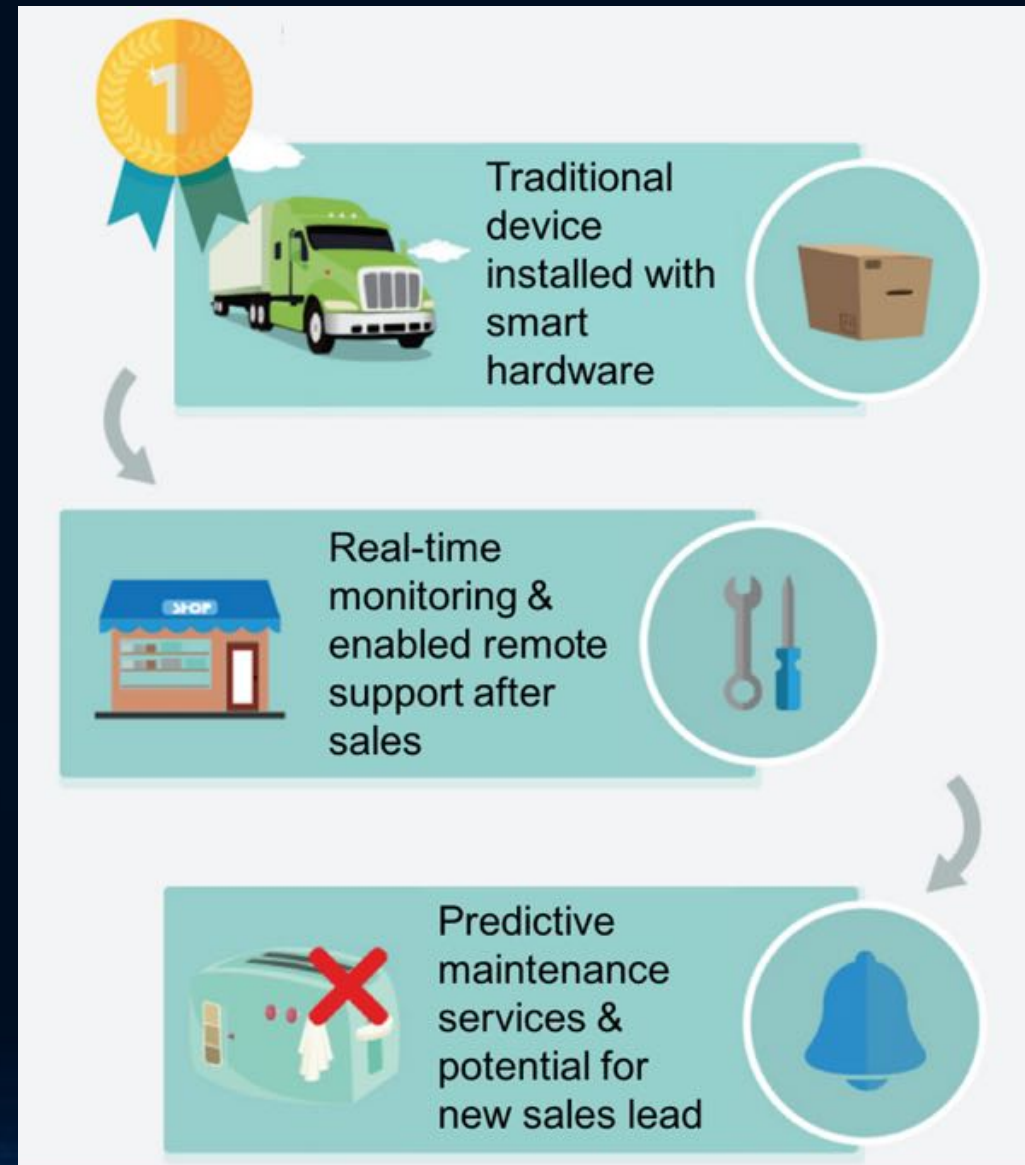 1
Traditional
device
installed with
smart
hardware
SHOP
Real-time
monitoring &
enabled remote
support after
sales
Predictive
maintenance
services &
potential for
new sales lead